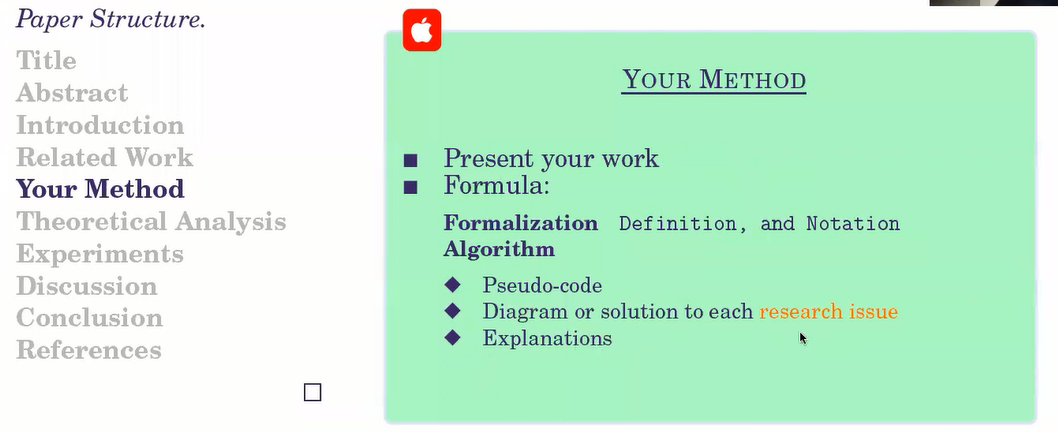 Paper Structure.
Title
Abstract
Introduction
Related Work
Your Method
Theoretical Analysis
Experiments
Discussion
Conclusion
References
YOUR METHOD
Present your work
Formula:
Formalization Definition, and Notation
Algorithm
Pseudo-code
Diagram or solution to each research issue
Explanations